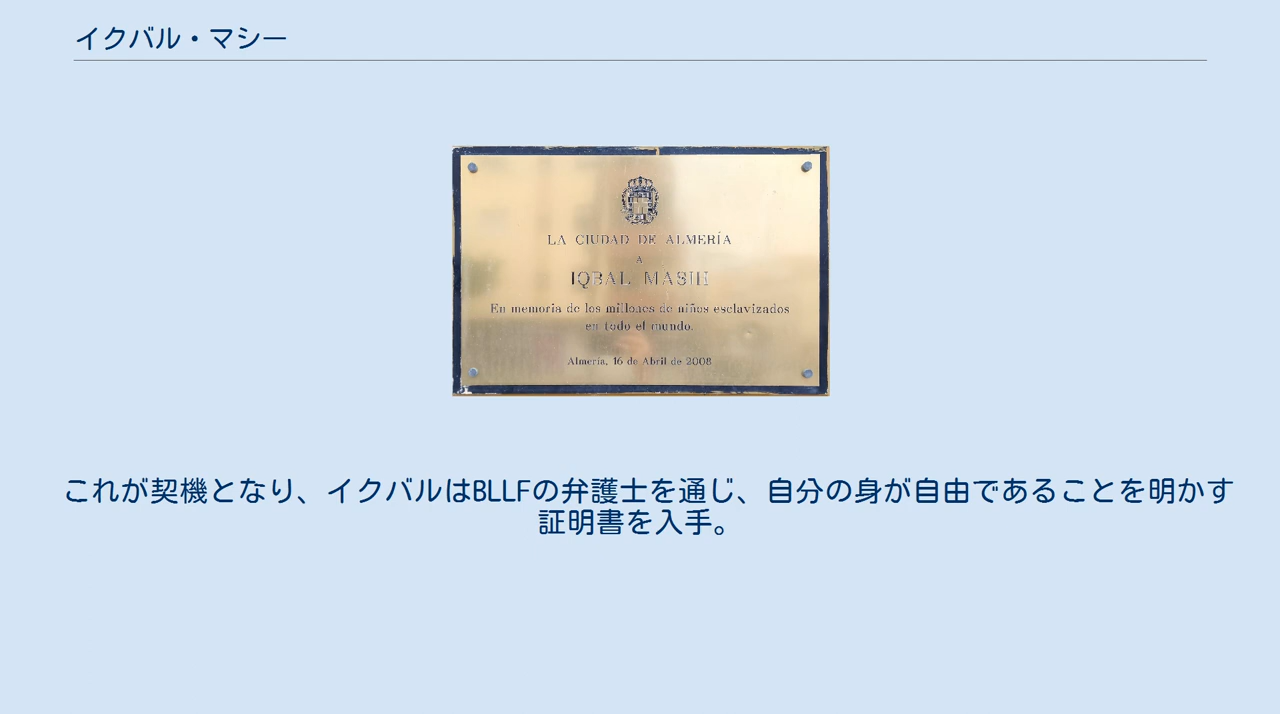 イクバル・マシー
LA CIUDAD DE ALMERÍA
A
IQBAL MASIH
En memoria de los millones de niños esclavizados
en todo el mundo.
Almería, 16 de Abril de 2008
これが契機となり、イクバルはBLLFの弁護士を通じ、自分の身が自由であることを明かす
証明書を入手。